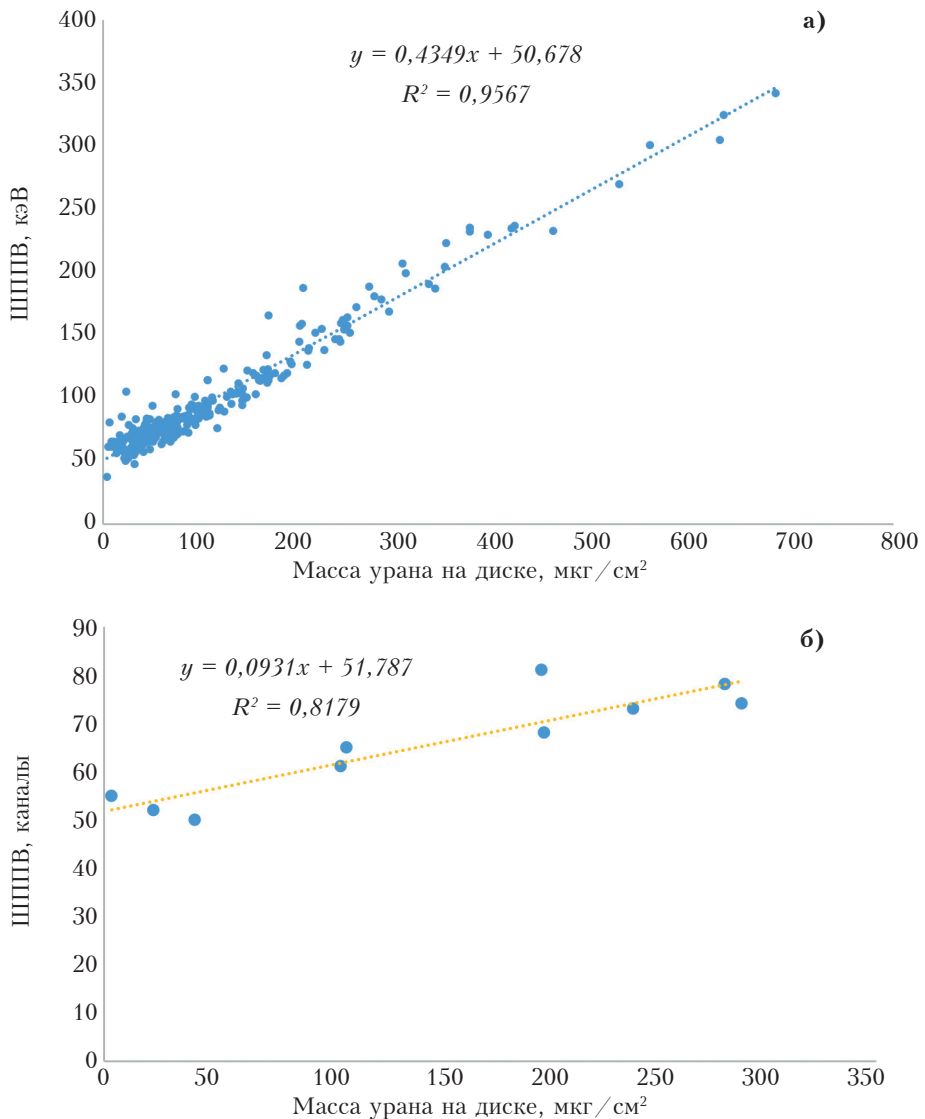 а)
400
y = 0,4349x + 50,678
350
R² = 0,9567
300
250
200
150
100
50
0
ШППВ, кэВ
0 100 200 300 400 500 600 700 800
Масса урана на диске, мкг/см²
б)
90
y = 0,0931x + 51,787
80
R² = 0,8179
70
60
50
40
30
20
10
0
ШППВ, каналы
0 50 100 150 200 250 300 350
Масса урана на диске, мкг/см²